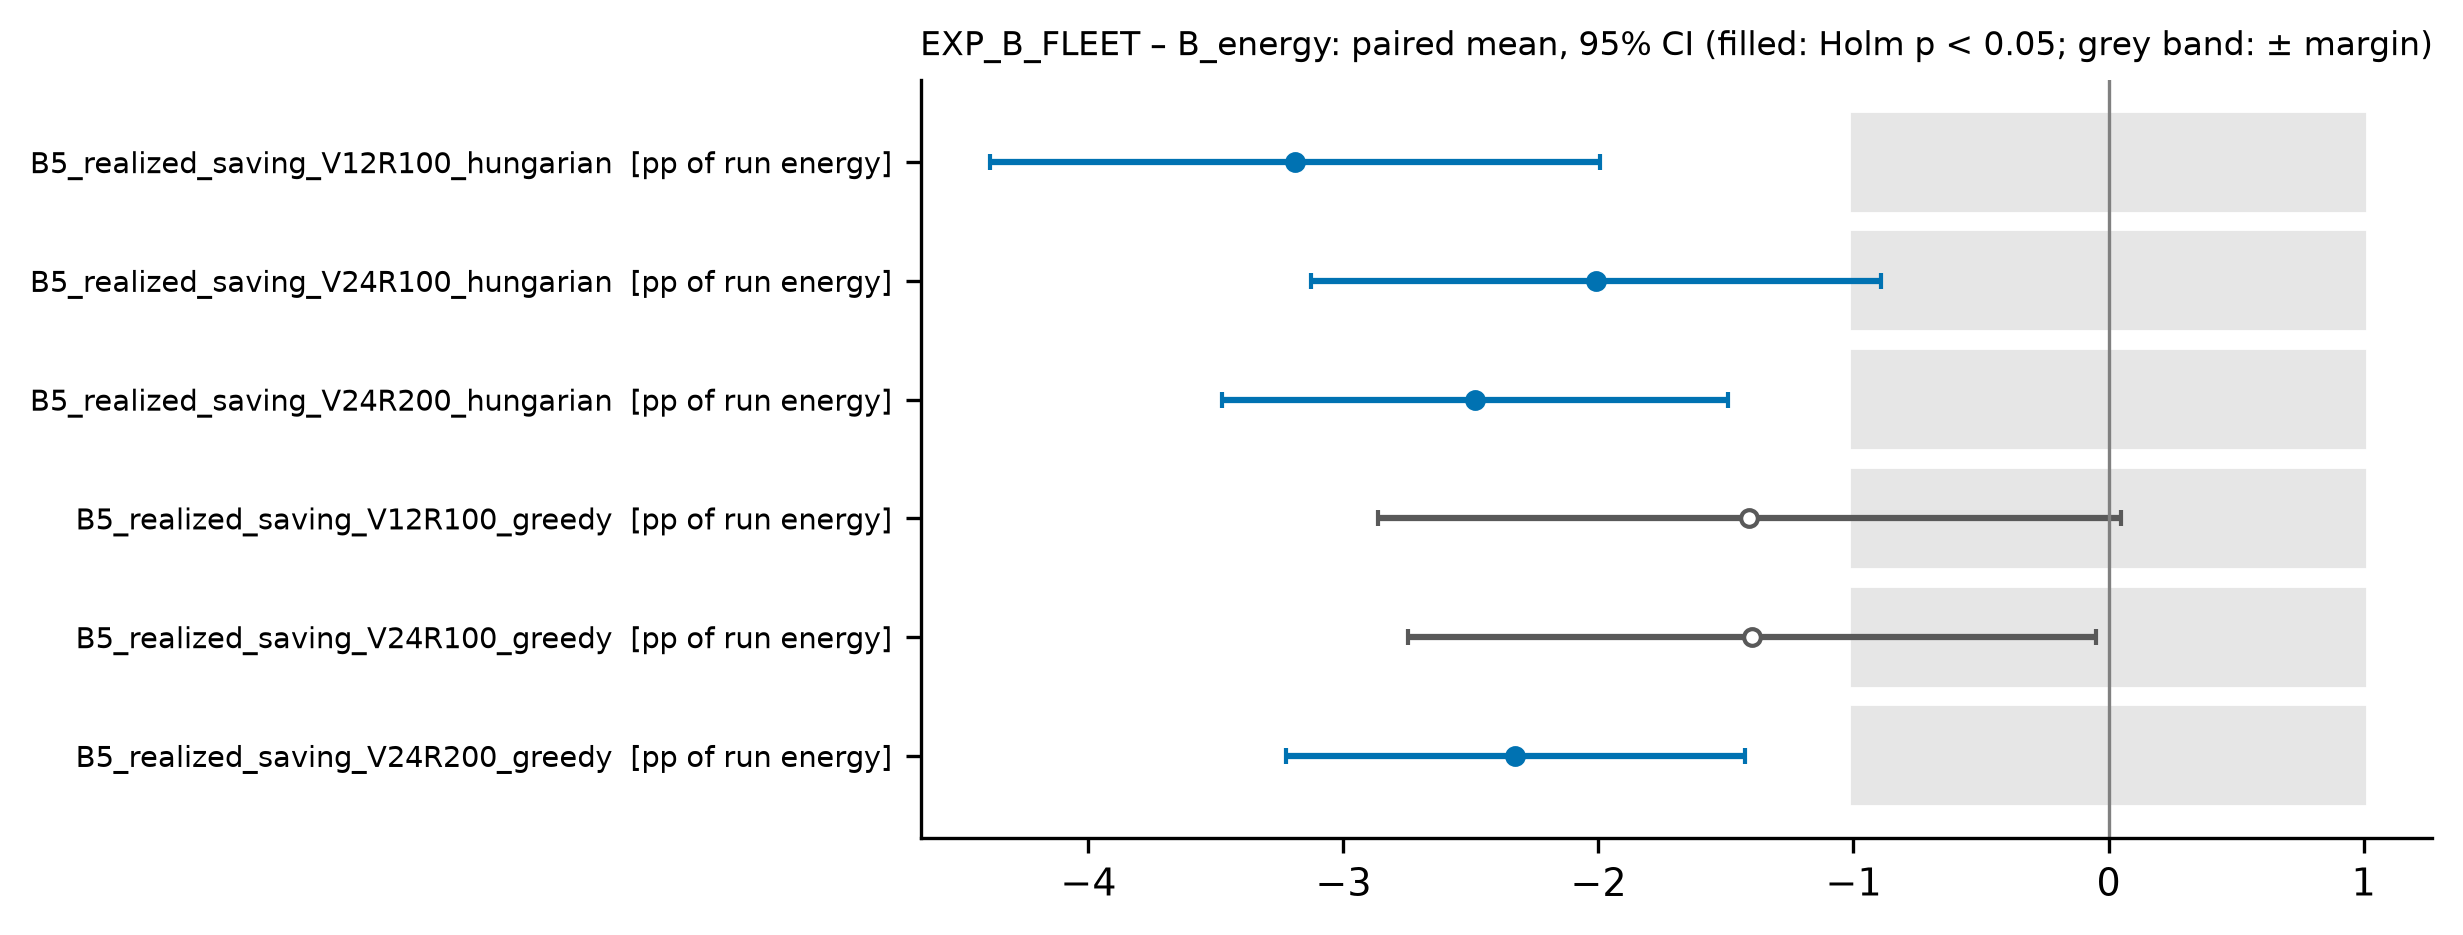 EXP_B_FLEET – B_energy: paired mean, 95% CI (filled: Holm p < 0.05; grey band: ± margin)
B5_realized_saving_V12R100_hungarian  [pp of run energy]
B5_realized_saving_V24R100_hungarian  [pp of run energy]
B5_realized_saving_V24R200_hungarian  [pp of run energy]
B5_realized_saving_V12R100_greedy  [pp of run energy]
B5_realized_saving_V24R100_greedy  [pp of run energy]
B5_realized_saving_V24R200_greedy  [pp of run energy]
−4 −3 −2 −1 0 1